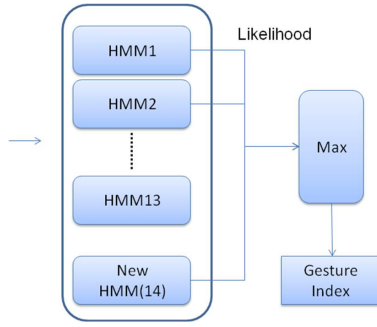 Likelihood
HMM1
HMM2
HMM13
New
HMM(14)
Max
Gesture
Index